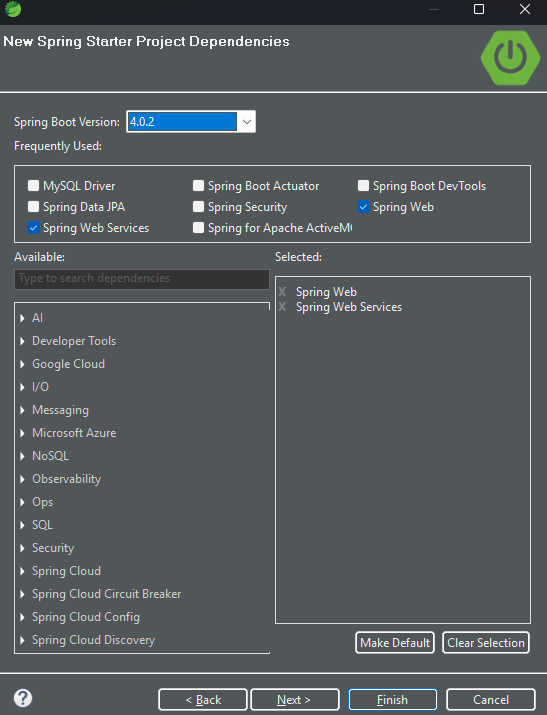 New Spring Starter Project Dependencies
Spring Boot Version: 4.0.2
Frequently Used:
MySQL Driver Spring Boot Actuator Spring Boot DevTools
Spring Data JPA Spring Security Spring Web
Spring Web Services Spring for Apache ActiveM
Available: Selected:
Type to search dependencies
X Spring Web
X Spring Web Services
AI
Developer Tools
Google Cloud
I/O
Messaging
Microsoft Azure
NoSQL
Observability
Ops
SQL
Security
Spring Cloud
Spring Cloud Circuit Breaker
Spring Cloud Config
Spring Cloud Discovery
Make Default Clear Selection
? < Back Next > Finish Cancel